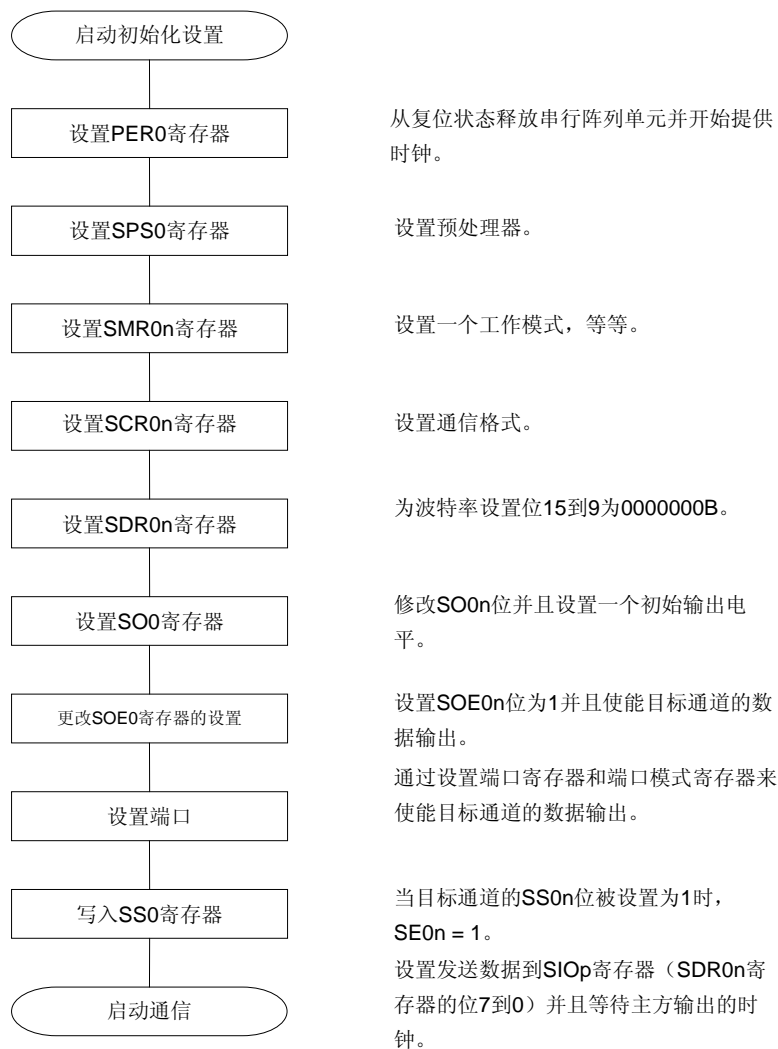 启动初始化设置
设置PER0寄存器
从复位状态释放串行阵列单元并开始提供
时钟。
设置SPS0寄存器
设置预处理器。
设置SMR0n寄存器
设置一个工作模式，等等。
设置SCR0n寄存器
设置通信格式。
设置SDR0n寄存器
为波特率设置位15到9为0000000B。
设置SO0寄存器
修改SO0n位并且设置一个初始输出电
平。
更改SOE0寄存器的设置
设置SOE0n位为1并且使能目标通道的数
据输出。
设置端口
通过设置端口寄存器和端口模式寄存器来
使能目标通道的数据输出。
写入SS0寄存器
当目标通道的SS0n位被设置为1时，
SE0n = 1。
启动通信
设置发送数据到SIOp寄存器（SDR0n寄
存器的位7到0）并且等待主方输出的时
钟。